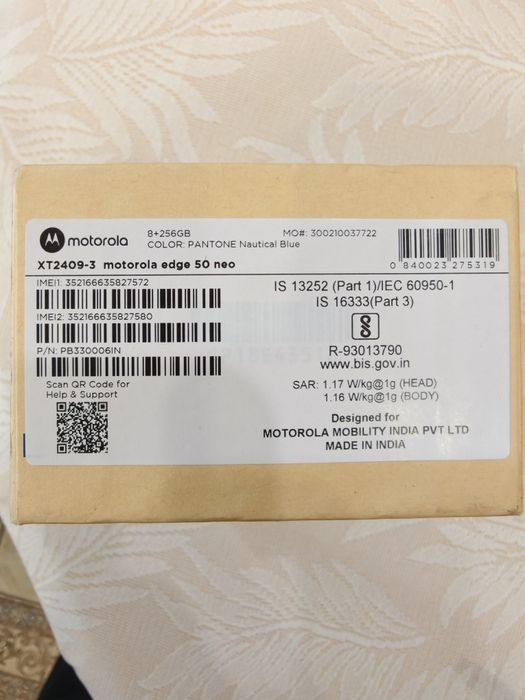 motorola
8+256GB
COLOR: PANTONE Nautical Blue
MO#: 300210037722
0 840023 275319
XT2409-3 motorola edge 50 neo
IMEI1: 352166635827572
IMEI2: 352166635827580
P/N: PB330006IN
Scan QR Code for
Help & Support
IS 13252 (Part 1)/IEC 60950-1
IS 16333(Part 3)
R-93013790
www.bis.gov.in
SAR: 1.17 W/kg@1g (HEAD)
1.16 W/kg@1g (BODY)
Designed for
MOTOROLA MOBILITY INDIA PVT LTD
MADE IN INDIA